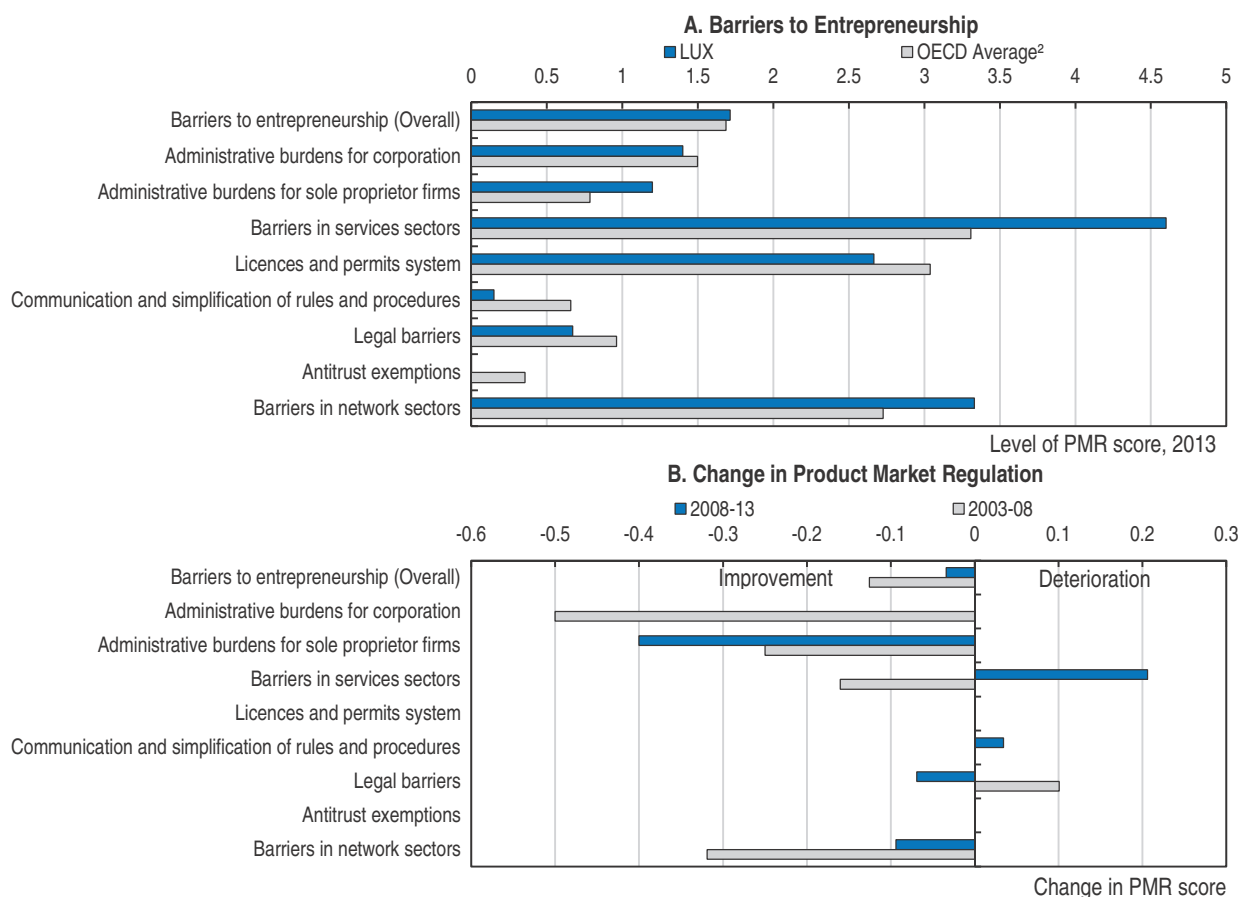 A. Barriers to Entrepreneurship
LUX OECD Average²
0 0.5 1 1.5 2 2.5 3 3.5 4 4.5 5
Barriers to entrepreneurship (Overall)
Administrative burdens for corporation
Administrative burdens for sole proprietor firms
Barriers in services sectors
Licences and permits system
Communication and simplification of rules and procedures
Legal barriers
Antitrust exemptions
Barriers in network sectors
Level of PMR score, 2013
B. Change in Product Market Regulation
2008-13 2003-08
-0.6 -0.5 -0.4 -0.3 -0.2 -0.1 0 0.1 0.2 0.3
Barriers to entrepreneurship (Overall) Improvement Deterioration
Administrative burdens for corporation
Administrative burdens for sole proprietor firms
Barriers in services sectors
Licences and permits system
Communication and simplification of rules and procedures
Legal barriers
Antitrust exemptions
Barriers in network sectors
Change in PMR score